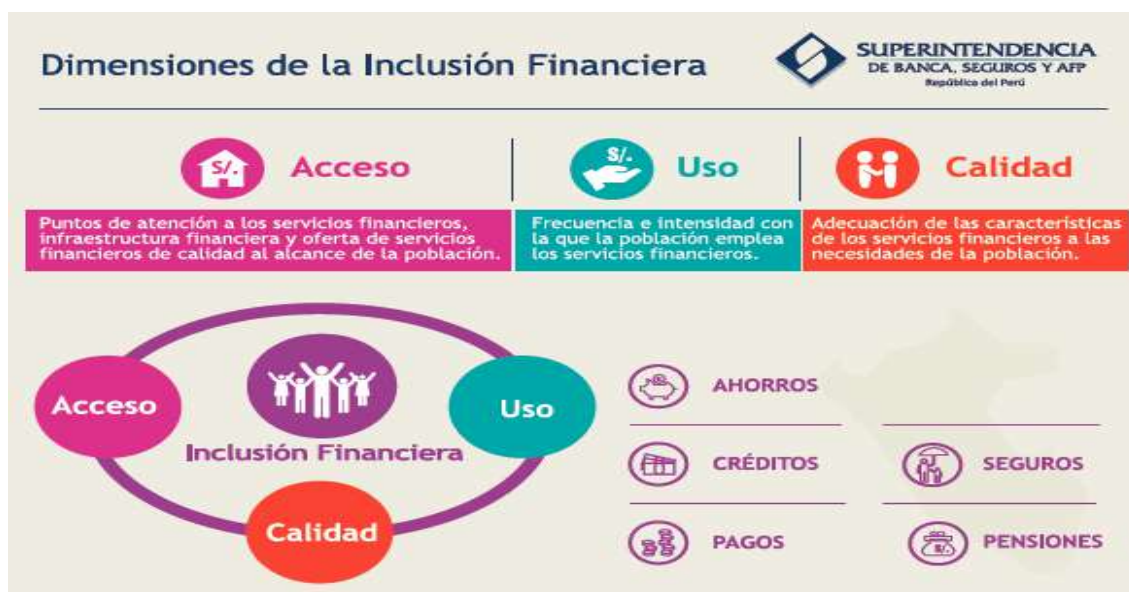 Dimensiones de la Inclusión Financiera
SUPERINTENDENCIA
DE BANCA, SEGUROS Y AFP
República del Perú
S/. Acceso
Puntos de atención a los servicios financieros,
infraestructura financiera y oferta de servicios
financieros de calidad al alcance de la población.
S/. Uso
Frecuencia e intensidad con
la que la población emplea
los servicios financieros.
Calidad
Adecuación de las características
de los servicios financieros a las
necesidades de la población.
Acceso
Uso
Inclusión Financiera
Calidad
AHORROS
CRÉDITOS
SEGUROS
PAGOS
PENSIONES